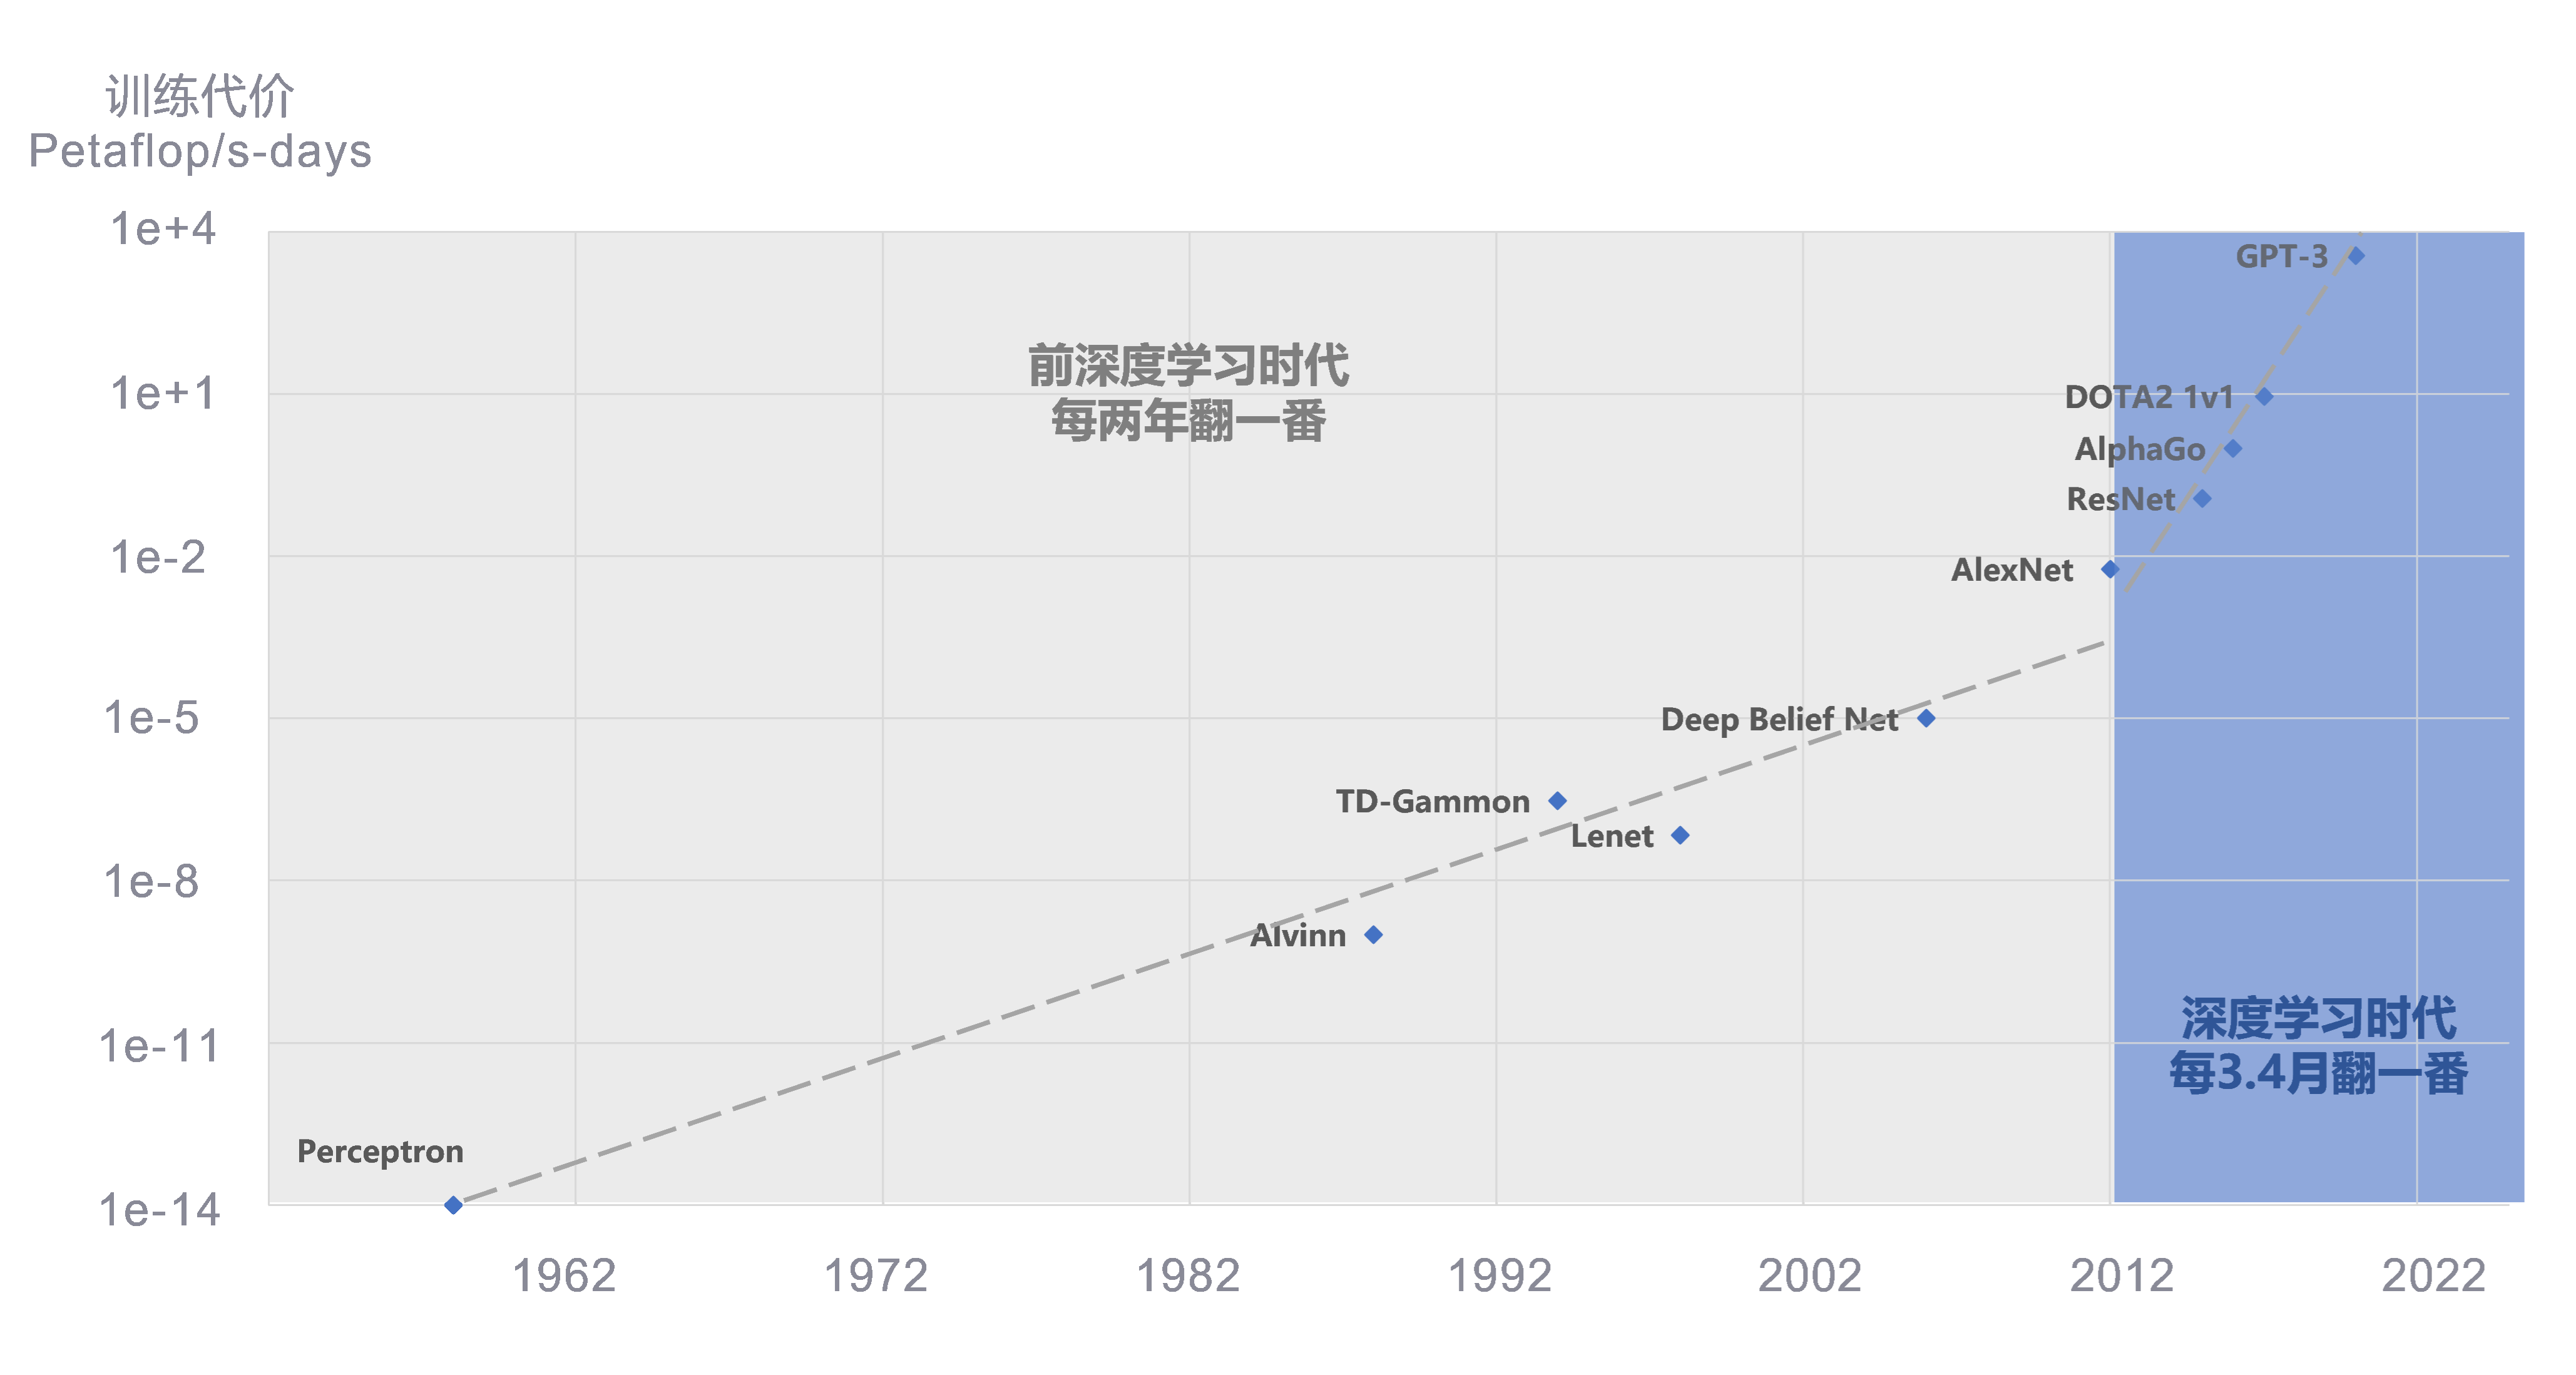 训练代价
Petaflop/s-days
1e+4
GPT-3
前深度学习时代
每两年翻一番
1e+1
DOTA2 1v1
AlphaGo
ResNet
1e-2
AlexNet
1e-5
Deep Belief Net
TD-Gammon
Lenet
1e-8
Alvinn
深度学习时代
每3.4月翻一番
1e-11
Perceptron
1e-14
1962 1972 1982 1992 2002 2012 2022